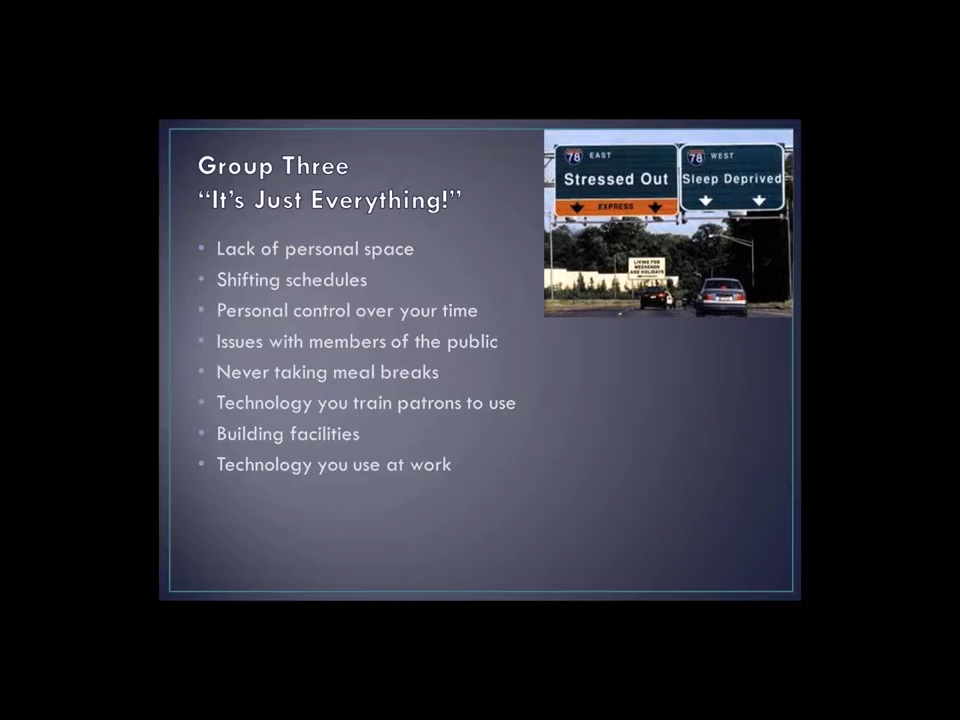 Group Three
“It’s Just Everything!”
• Lack of personal space
• Shifting schedules
• Personal control over your time
• Issues with members of the public
• Never taking meal breaks
• Technology you train patrons to use
• Building facilities
• Technology you use at work
78 EAST
Stressed Out
EXPRESS
78 WEST
Sleep Deprived
LIVING FOR
WEEKENDS
AND HOLIDAYS